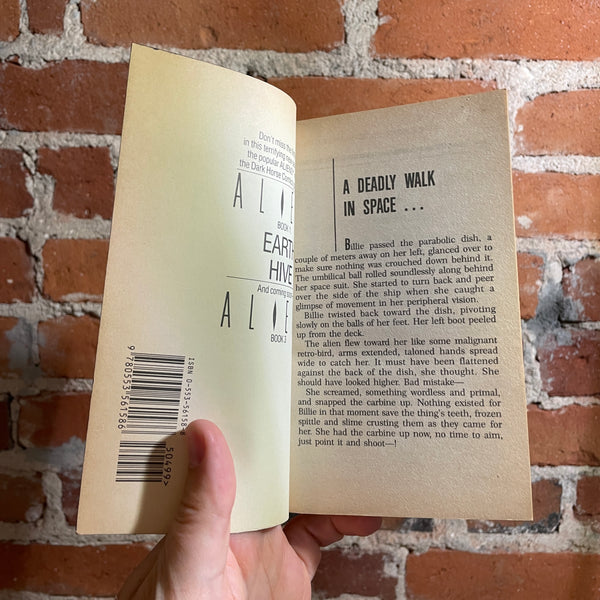 Don't miss the
in this terrifying new
the popular ALIENS
the Dark Horse Comics
ALIE
BOOK 1
EARTH
HIVE
And coming soon
ALIE
BOOK 3
ISBN 0-553-56158-
9 780553 561586
50499>
A DEADLY WALK
IN SPACE . . .
Billie passed the parabolic dish, a
couple of meters away on her left, glanced over to
make sure nothing was crouched down behind it.
The umbilical ball rolled soundlessly along behind
her space suit. She started to turn back and peer
over the side of the ship when she caught a
glimpse of movement in her peripheral vision.
Billie twisted back toward the dish, pivoting
slowly on the balls of her feet. Her left boot peeled
up from the deck.
The alien flew toward her like some malignant
retro-bird, arms extended, taloned hands spread
wide to catch her. It must have been flattened
against the back of the dish, she thought. She
should have looked higher. Bad mistake—
She screamed, something wordless and primal,
and snapped the carbine up. Nothing existed for
Billie in that moment save the thing's teeth, frozen
spittle and slime crusting them as they came for
her. She had the carbine up now, no time to aim,
just point it and shoot—!